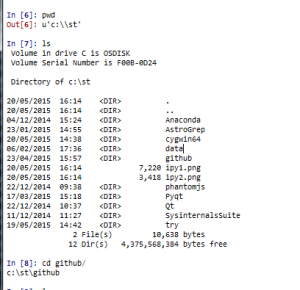 In [6]: pwd
Out[6]: u'c:\\st'
In [7]: ls
Volume in drive C is OSDISK
Volume Serial Number is F00B-0D24
Directory of c:\st
20/05/2015 16:14 <DIR> .
20/05/2015 16:14 <DIR> ..
04/12/2014 15:24 <DIR> Anaconda
23/01/2015 14:55 <DIR> AstroGrep
20/05/2015 14:38 <DIR> cygwin64
06/02/2015 17:36 <DIR> data
23/04/2015 15:57 <DIR> github
20/05/2015 16:14 7,220 ipy1.png
20/05/2015 16:14 3,418 ipy2.png
22/12/2014 09:38 <DIR> phantomjs
17/03/2015 15:18 <DIR> Pyqt
22/12/2014 10:37 <DIR> Qt
11/12/2014 11:27 <DIR> SysinternalsSuite
19/05/2015 14:42 <DIR> try
2 File(s) 10,638 bytes
12 Dir(s) 4,375,568,384 bytes free
In [8]: cd github/
c:\st\github